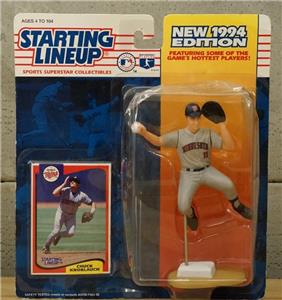 AGES 4 TO 104
STARTING
LINEUP
SPORTS SUPERSTAR COLLECTIBLES
NEW 1994
EDITION
FEATURING SOME OF THE
GAME'S HOTTEST PLAYERS!
MINNESOTA
CHUCK
KNOBLAUCH
STARTING
LINEUP